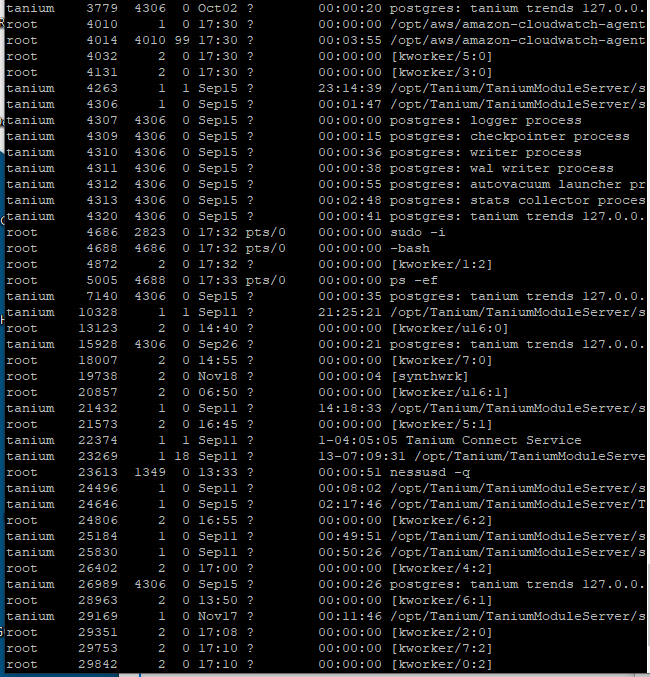 tanium 3779 4306 0 Oct02 ? 00:00:20 postgres: tanium trends 127.0.0.
root 4010 1 0 17:30 ? 00:00:00 /opt/aws/amazon-cloudwatch-agent
root 4014 4010 99 17:30 ? 00:03:55 /opt/aws/amazon-cloudwatch-agent
root 4032 2 0 17:30 ? 00:00:00 [kworker/5:0]
root 4131 2 0 17:30 ? 00:00:00 [kworker/3:0]
tanium 4263 1 1 Sep15 ? 23:14:39 /opt/Tanium/TaniumModuleServer/s
tanium 4306 1 0 Sep15 ? 00:01:47 /opt/Tanium/TaniumModuleServer/s
tanium 4307 4306 0 Sep15 ? 00:00:00 postgres: logger process
tanium 4309 4306 0 Sep15 ? 00:00:15 postgres: checkpointer process
tanium 4310 4306 0 Sep15 ? 00:00:36 postgres: writer process
tanium 4311 4306 0 Sep15 ? 00:00:38 postgres: wal writer process
tanium 4312 4306 0 Sep15 ? 00:00:55 postgres: autovacuum launcher pr
tanium 4313 4306 0 Sep15 ? 00:02:48 postgres: stats collector proces
tanium 4320 4306 0 Sep15 ? 00:00:41 postgres: tanium trends 127.0.0.
root 4686 2823 0 17:32 pts/0 00:00:00 sudo -i
root 4688 4686 0 17:32 pts/0 00:00:00 -bash
root 4872 2 0 17:32 ? 00:00:00 [kworker/1:2]
root 5005 4688 0 17:33 pts/0 00:00:00 ps -ef
tanium 7140 4306 0 Sep15 ? 00:00:35 postgres: tanium trends 127.0.0.
tanium 10328 1 1 Sep11 ? 21:25:21 /opt/Tanium/TaniumModuleServer/s
root 13123 2 0 14:40 ? 00:00:00 [kworker/u16:0]
tanium 15928 4306 0 Sep26 ? 00:00:21 postgres: tanium trends 127.0.0.
root 18007 2 0 14:55 ? 00:00:00 [kworker/7:0]
root 19738 2 0 Nov18 ? 00:00:04 [synthwrk]
root 20857 2 0 06:50 ? 00:00:00 [kworker/u16:1]
tanium 21432 1 0 Sep11 ? 14:18:33 /opt/Tanium/TaniumModuleServer/s
root 21573 2 0 16:45 ? 00:00:00 [kworker/5:1]
tanium 22374 1 1 Sep11 ? 1-04:05:05 Tanium Connect Service
tanium 23269 1 18 Sep11 ? 13-07:09:31 /opt/Tanium/TaniumModuleServe
root 23613 1349 0 13:33 ? 00:00:51 nessusd -q
tanium 24496 1 0 Sep11 ? 00:08:02 /opt/Tanium/TaniumModuleServer/s
tanium 24646 1 0 Sep15 ? 02:17:46 /opt/Tanium/TaniumModuleServer/T
root 24806 2 0 16:55 ? 00:00:00 [kworker/6:2]
tanium 25184 1 0 Sep11 ? 00:49:51 /opt/Tanium/TaniumModuleServer/s
tanium 25830 1 0 Sep11 ? 00:50:26 /opt/Tanium/TaniumModuleServer/s
root 26402 2 0 17:00 ? 00:00:00 [kworker/4:2]
tanium 26989 4306 0 Sep15 ? 00:00:26 postgres: tanium trends 127.0.0.
root 28963 2 0 13:50 ? 00:00:00 [kworker/6:1]
tanium 29169 1 0 Nov17 ? 00:11:46 /opt/Tanium/TaniumModuleServer/s
root 29351 2 0 17:08 ? 00:00:00 [kworker/2:0]
root 29753 2 0 17:10 ? 00:00:00 [kworker/7:2]
root 29842 2 0 17:10 ? 00:00:00 [kworker/0:2]